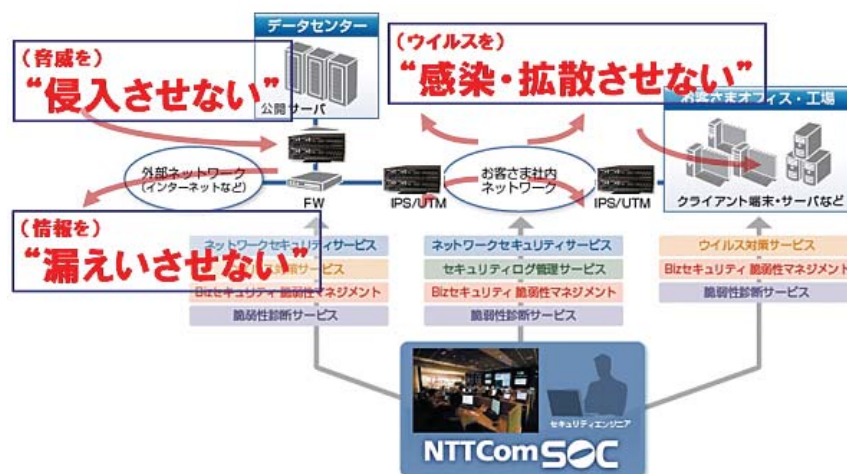 データセンター
(脅威を)
“侵入させない”
(ウイルスを)
“感染・拡散させない”
公開サーバ
お客さまオフィス・工場
外部ネットワーク
(インターネットなど)
FW
IPS/UTM
お客さま社内
ネットワーク
IPS/UTM
クライアント端末・サーバなど
(情報を)
“漏えいさせない”
ネットワークセキュリティサービス
対策サービス
Bizセキュリティ 脆弱性マネジメント
脆弱性診断サービス
ネットワークセキュリティサービス
セキュリティログ管理サービス
Bizセキュリティ 脆弱性マネジメント
脆弱性診断サービス
ウイルス対策サービス
Bizセキュリティ 脆弱性マネジメント
脆弱性診断サービス
セキュリティエンジニア
NTTCom SOC